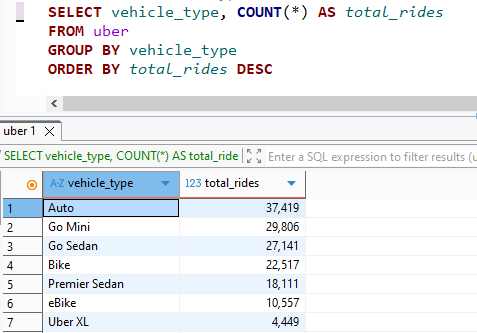 SELECT vehicle_type, COUNT(*) AS total_rides
FROM uber
GROUP BY vehicle_type
ORDER BY total_rides DESC
uber 1
SELECT vehicle_type, COUNT(*) AS total_ride
Enter a SQL expression to filter results (u
A-Z vehicle_type 123 total_rides
1 Auto 37,419
2 Go Mini 29,806
3 Go Sedan 27,141
4 Bike 22,517
5 Premier Sedan 18,111
6 eBike 10,557
7 Uber XL 4,449